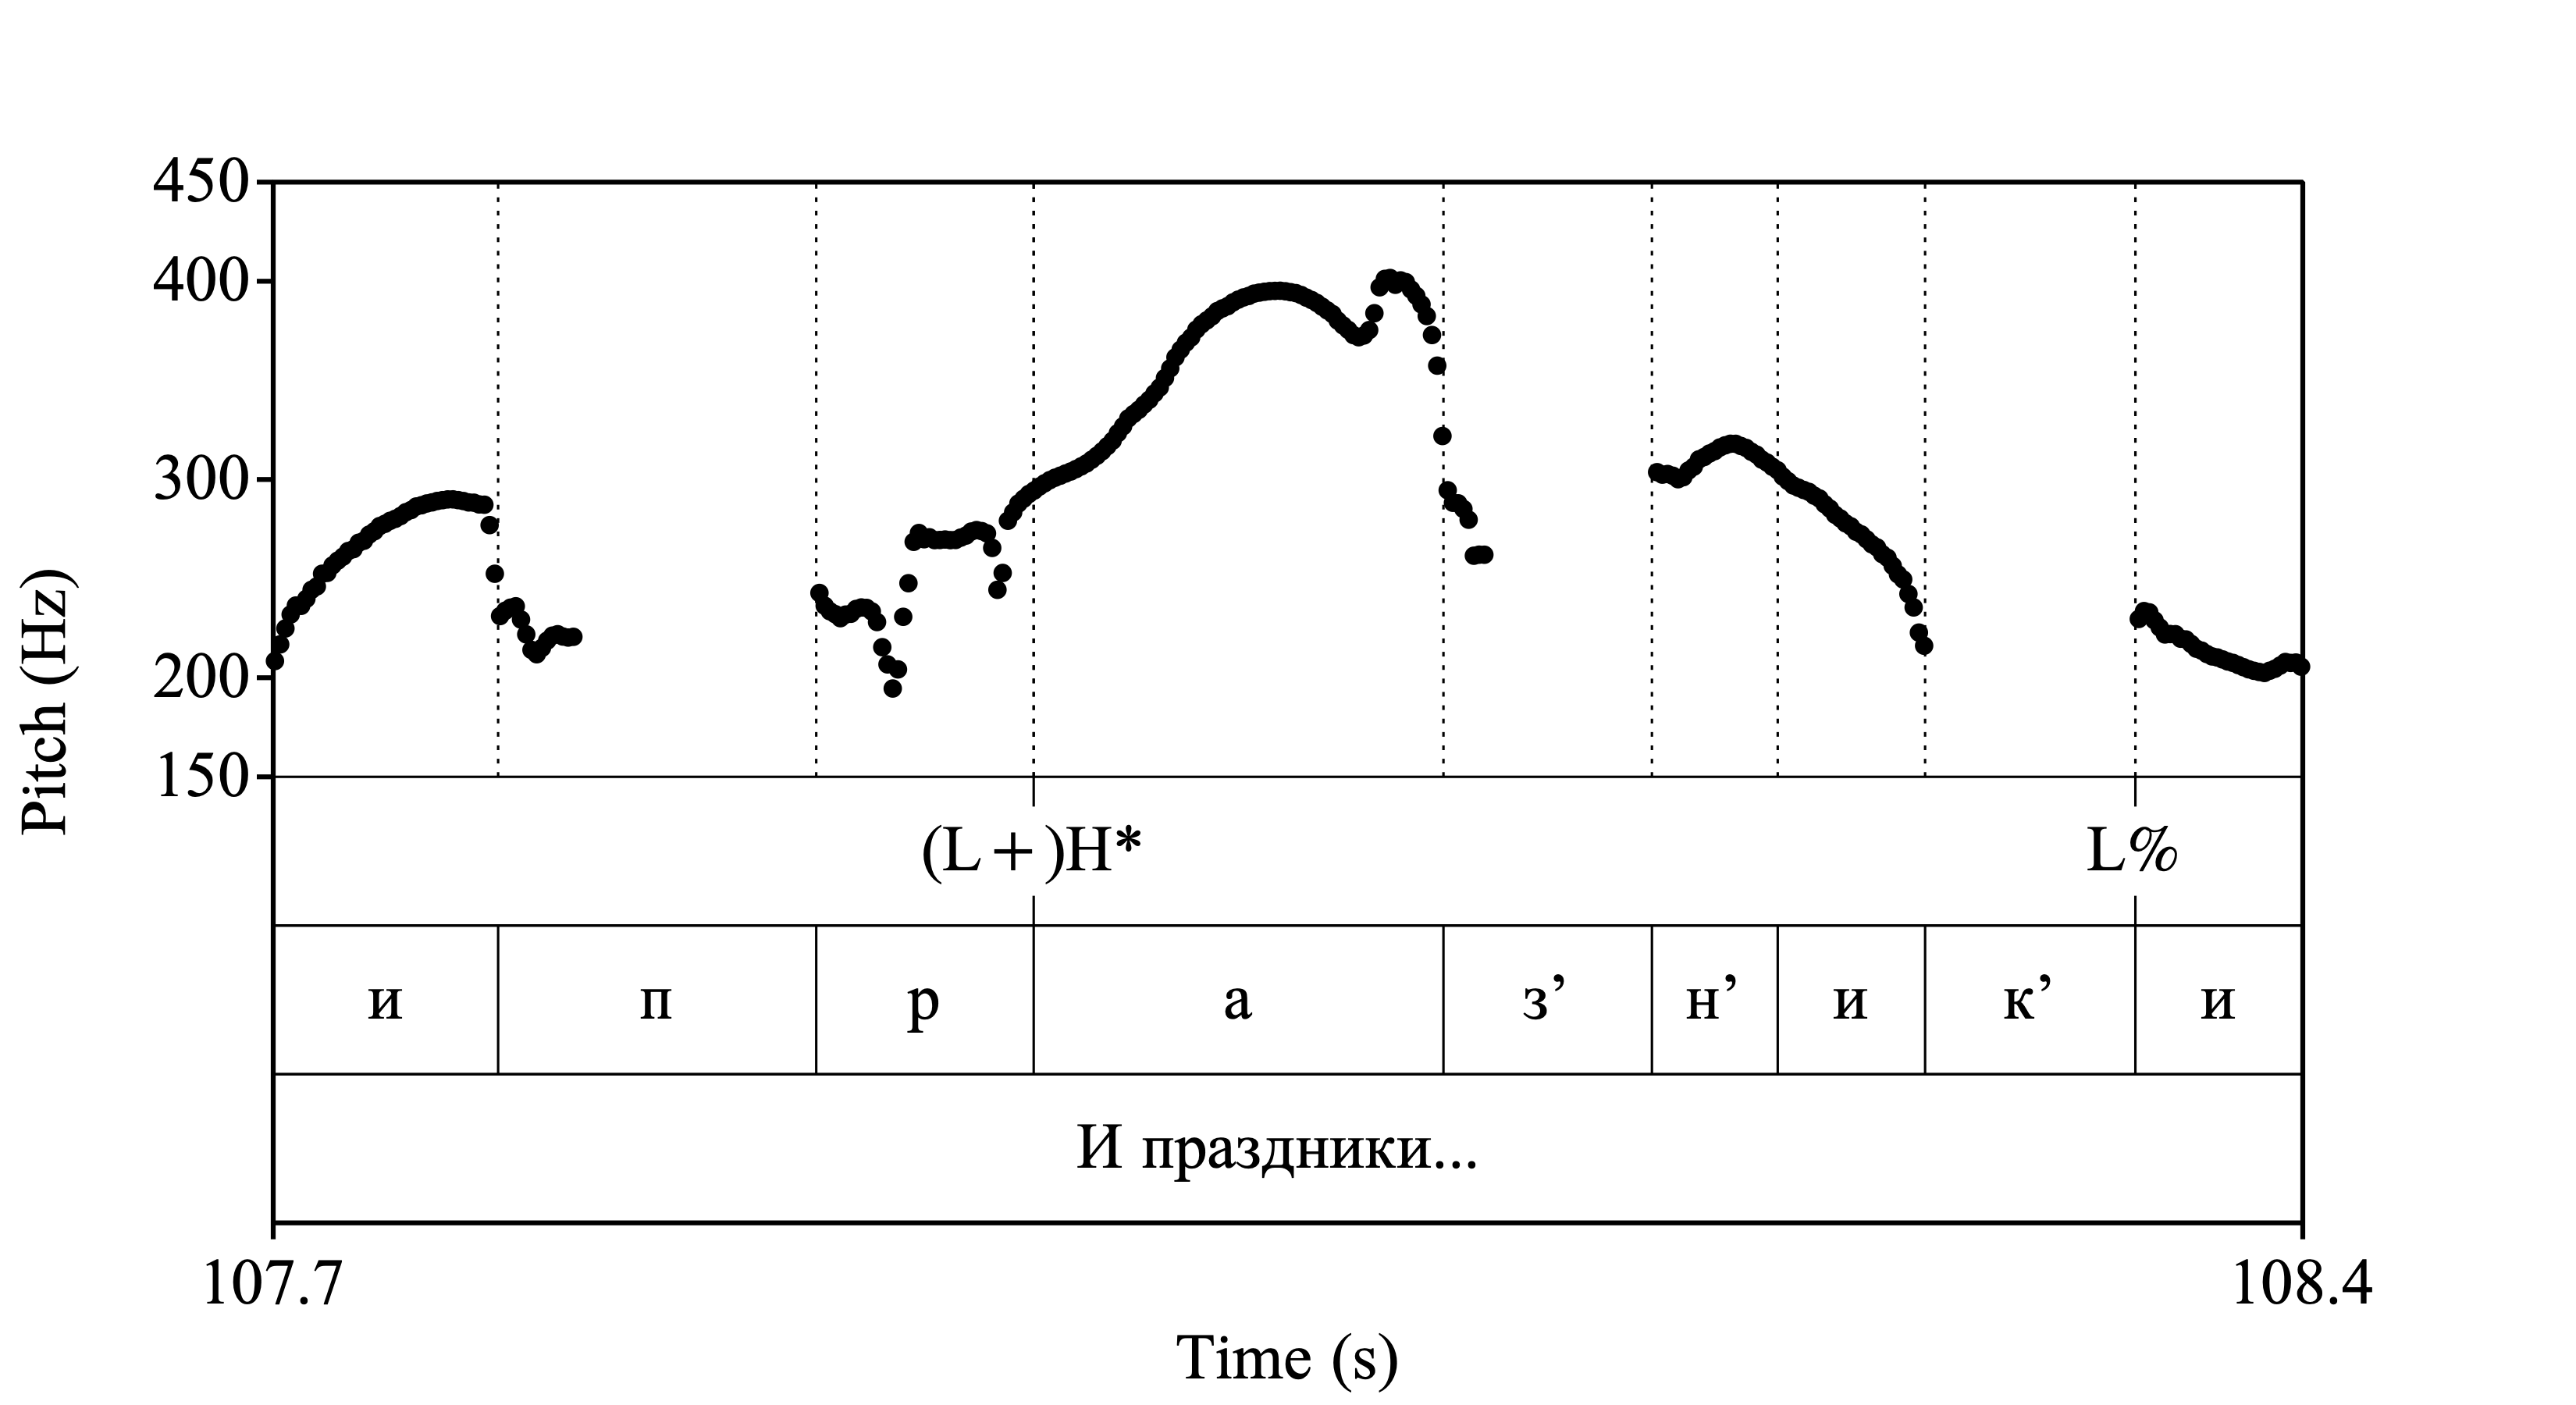 450
400
300
200
150
Pitch (Hz)
(L+)H* L%
и п р а з’ н’ и к’ и
И праздники...
107.7 108.4
Time (s)